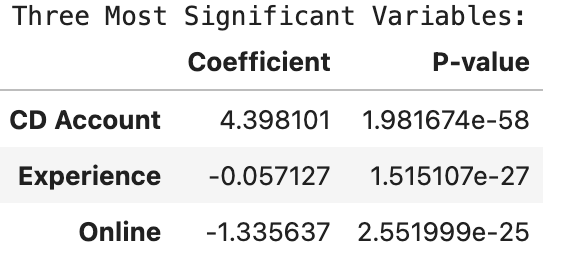 Three Most Significant Variables:
Coefficient P-value
CD Account 4.398101 1.981674e-58
Experience -0.057127 1.515107e-27
Online -1.335637 2.551999e-25